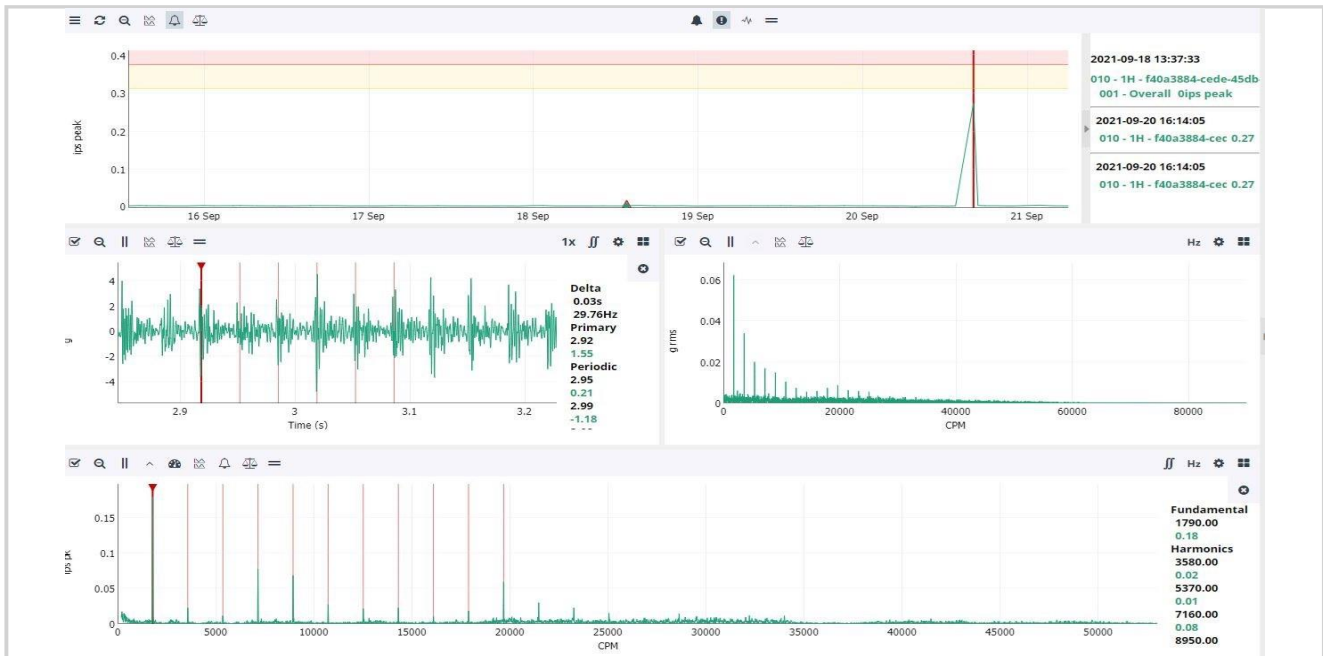 0.4
0.3
0.2
0.1
0
ips peak
16 Sep
17 Sep
18 Sep
19 Sep
20 Sep
21 Sep
2021-09-18 13:37:33
010 - 1H - f40a3884-cede-45db-
001 - Overall 0ips peak
2021-09-20 16:14:05
010 - 1H - f40a3884-cec 0.27
2021-09-20 16:14:05
010 - 1H - f40a3884-cec 0.27
1x
4
2
0
-2
-4
g
2.9
3
3.1
3.2
Time (s)
Delta
0.03s
29.76Hz
Primary
2.92
1.55
Periodic
2.95
0.21
2.99
-1.18
Hz
0.06
0.04
0.02
0
g rms
0
20000
40000
60000
80000
CPM
Hz
0.15
0.1
0.05
0
ips pk
0
5000
10000
15000
20000
25000
30000
35000
40000
45000
50000
CPM
Fundamental
1790.00
0.18
Harmonics
3580.00
0.02
5370.00
0.01
7160.00
0.08
8950.00